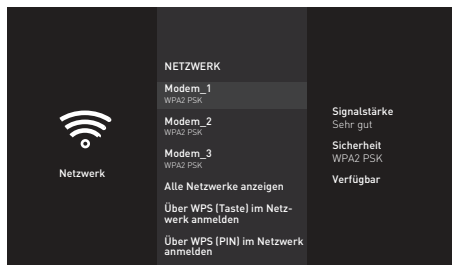 Netzwerk
NETZWERK
Modem_1
WPA2 PSK
Modem_2
WPA2 PSK
Modem_3
WPA2 PSK
Alle Netzwerke anzeigen
Über WPS (Taste) im Netz-
werk anmelden
Über WPS (PIN) im Netzwerk
anmelden
Signalstärke
Sehr gut
Sicherheit
WPA2 PSK
Verfügbar